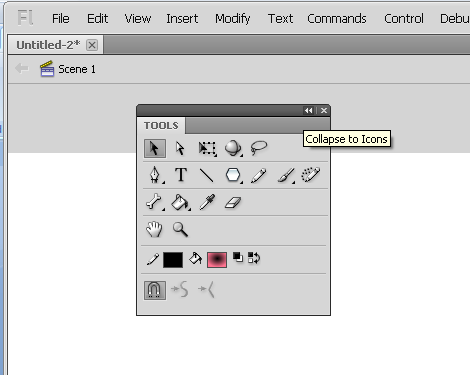 Fl File Edit View Insert Modify Text Commands Control Debu
Untitled-2*
Scene 1
TOOLS
Collapse to Icons
T